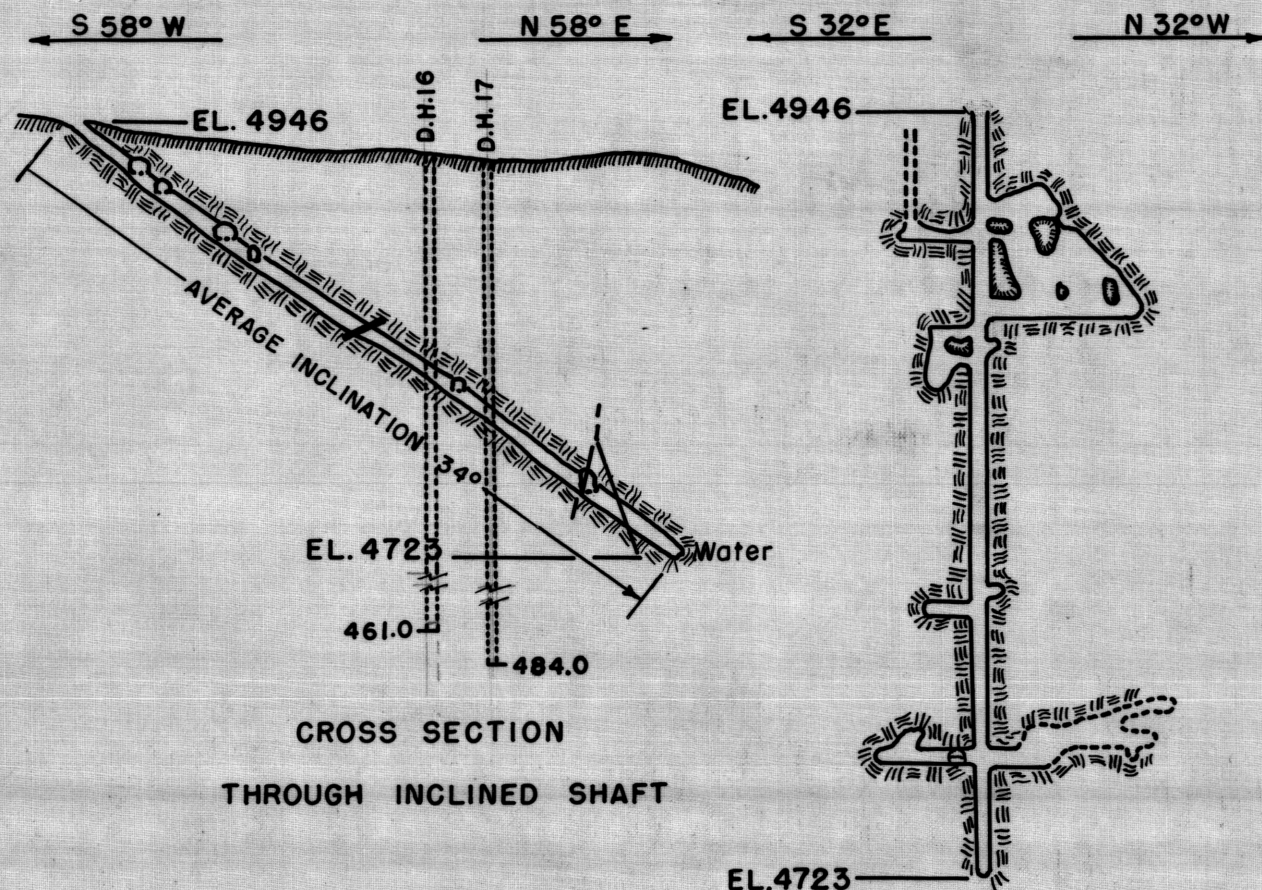 S 58° W
N 58° E
S 32° E
N 32° W
D.H. 16
D.H. 17
EL. 4946
AVERAGE INCLINATION 34°
EL. 4723
Water
461.0
484.0
CROSS SECTION
THROUGH INCLINED SHAFT
EL. 4946
EL. 4723